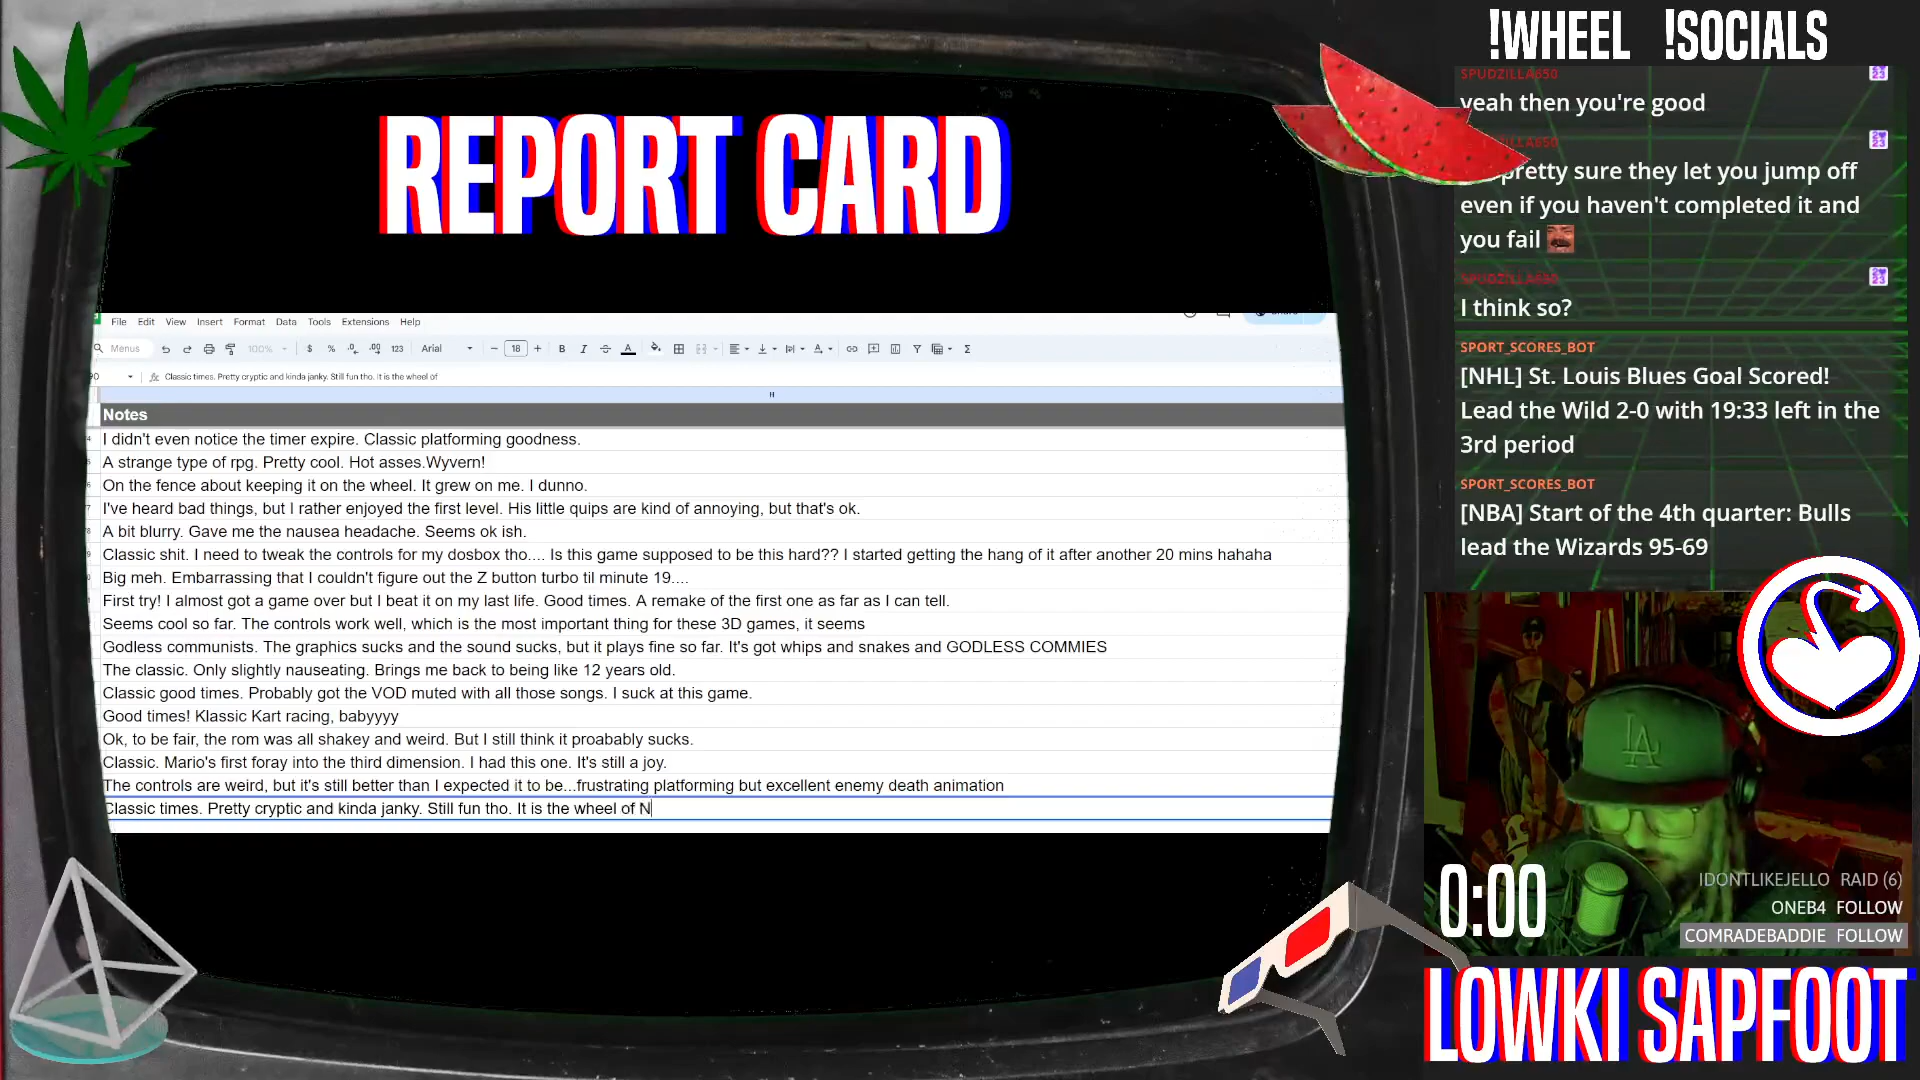 !WHEEL !SOCIALS
REPORT CARD
File Edit View Insert Format Data Tools Extensions Help
Menus 100% $ % .0 .00 123 Arial 18 B I S A Σ
Classic times. Pretty cryptic and kinda janky. Still fun tho. It is the wheel of
H
Notes
I didn't even notice the timer expire. Classic platforming goodness.
A strange type of rpg. Pretty cool. Hot asses.Wyvern!
On the fence about keeping it on the wheel. It grew on me. I dunno.
I've heard bad things, but I rather enjoyed the first level. His little quips are kind of annoying, but that's ok.
A bit blurry. Gave me the nausea headache. Seems ok ish.
Classic shit. I need to tweak the controls for my dosbox tho.... Is this game supposed to be this hard?? I started getting the hang of it after another 20 mins hahaha
Big meh. Embarrassing that I couldn't figure out the Z button turbo til minute 19....
First try! I almost got a game over but I beat it on my last life. Good times. A remake of the first one as far as I can tell.
Seems cool so far. The controls work well, which is the most important thing for these 3D games, it seems
Godless communists. The graphics sucks and the sound sucks, but it plays fine so far. It's got whips and snakes and GODLESS COMMIES
The classic. Only slightly nauseating. Brings me back to being like 12 years old.
Classic good times. Probably got the VOD muted with all those songs. I suck at this game.
Good times! Klassic Kart racing, babyyyy
Ok, to be fair, the rom was all shakey and weird. But I still think it proabably sucks.
Classic. Mario's first foray into the third dimension. I had this one. It's still a joy.
The controls are weird, but it's still better than I expected it to be...frustrating platforming but excellent enemy death animation
Classic times. Pretty cryptic and kinda janky. Still fun tho. It is the wheel of N
SPUDZILLA650
yeah then you're good
pretty sure they let you jump off
even if you haven't completed it and
you fail
SPUDZILLA650
I think so?
SPORT_SCORES_BOT
[NHL] St. Louis Blues Goal Scored!
Lead the Wild 2-0 with 19:33 left in the
3rd period
SPORT_SCORES_BOT
[NBA] Start of the 4th quarter: Bulls
lead the Wizards 95-69
LA
0:00
IDONTLIKEJELLO RAID (6)
ONEB4 FOLLOW
COMRADEBADDIE FOLLOW
LOWKI SAPFOOT